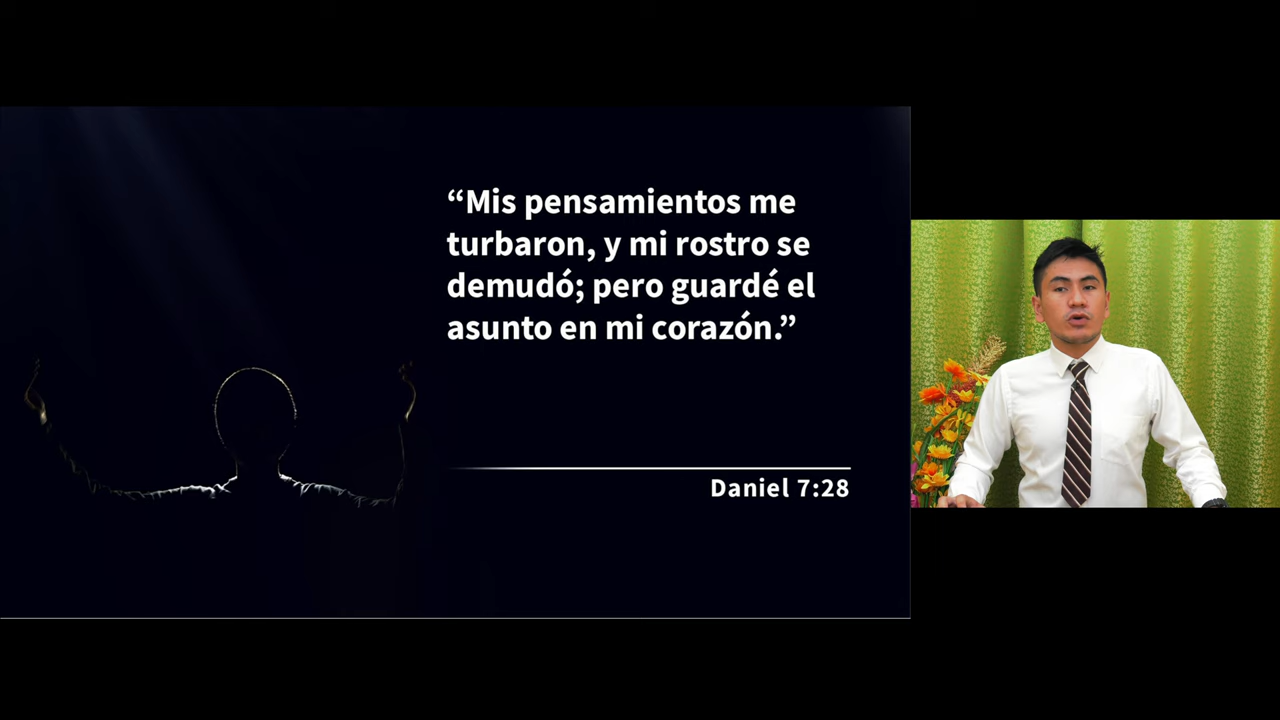 “Mis pensamientos me
turbaron, y mi rostro se
demudó; pero guardé el
asunto en mi corazón.”
Daniel 7:28